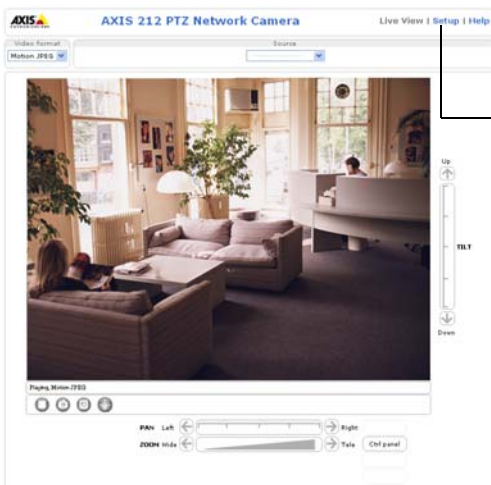 AXIS
AXIS 212 PTZ Network Camera
Live View | Setup | Help
Video format
Source
Motion JPEG
Up
TILT
Down
Playing, Motion JPEG
PAN Left Right
ZOOM Wide Tele
Ctrl panel